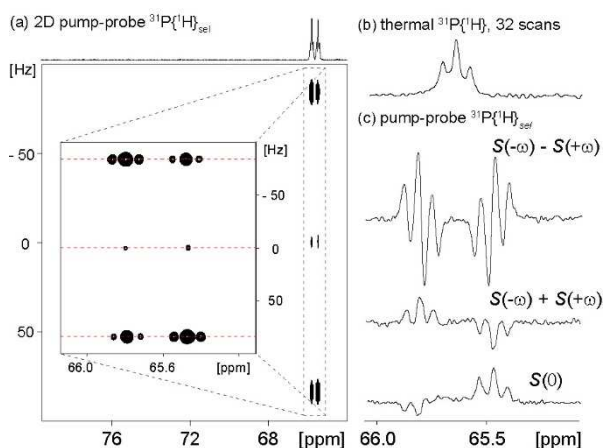 (a) 2D pump-probe ³¹P{¹H}sel
[Hz]
- 50
0
50
76
72
68
[ppm]
[Hz]
- 50
0
50
66.0
65.6
[ppm]
(b) thermal ³¹P{¹H}, 32 scans
(c) pump-probe ³¹P{¹H}sel
S(-ω) - S(+ω)
S(-ω) + S(+ω)
S(0)
66.0
65.5
[ppm]